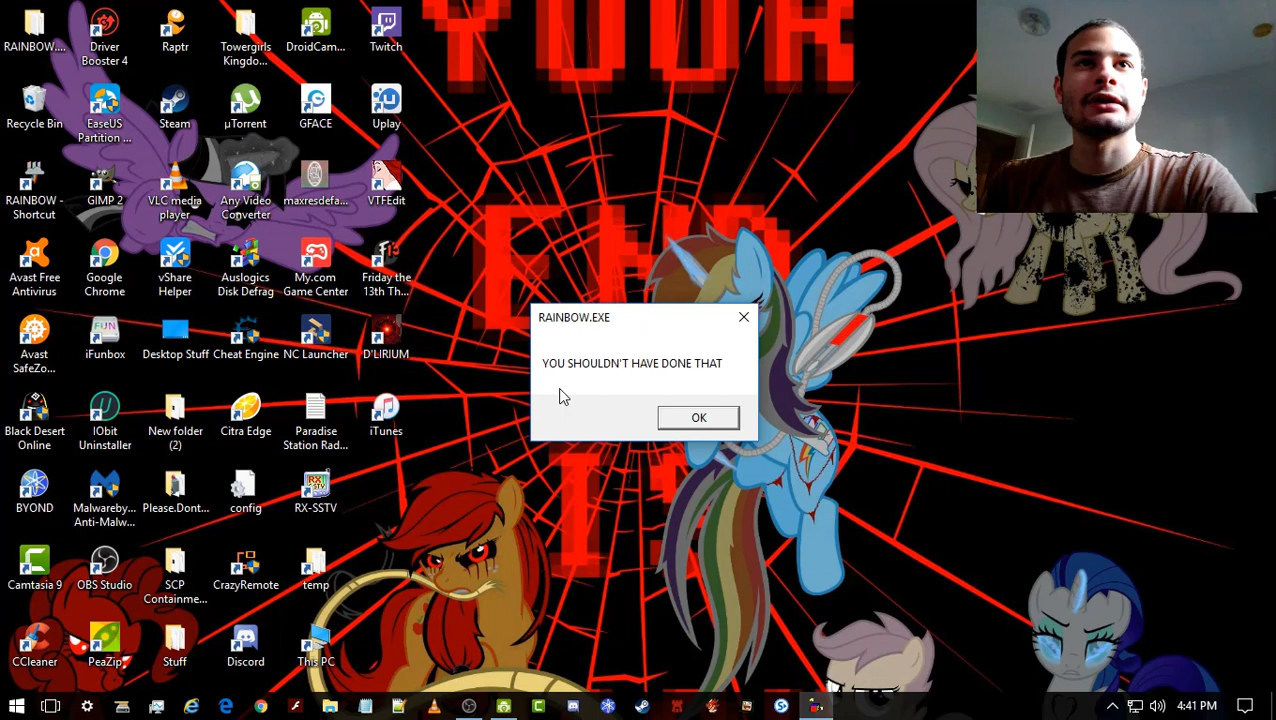 YOUR
END
IS
RAINBOW....
Driver
Booster 4
Raptr
Towergirls
Kingdo...
DroidCam...
Twitch
Recycle Bin
EaseUS
Partition ...
Steam
µTorrent
GFACE
Uplay
RAINBOW -
Shortcut
GIMP 2
VLC media
player
Any Video
Converter
maxresdefa...
VTFEdit
Avast Free
Antivirus
Google
Chrome
vShare
Helper
Auslogics
Disk Defrag
My.com
Game Center
Friday the
13th Th...
Avast
SafeZo...
iFunbox
Desktop Stuff
Cheat Engine
NC Launcher
D'LIRIUM
Black Desert
Online
IObit
Uninstaller
New folder
(2)
Citra Edge
Paradise
Station Rad...
iTunes
BYOND
Malwareby...
Anti-Malw...
Please.Dont...
config
RX-SSTV
Camtasia 9
OBS Studio
SCP
Containme...
CrazyRemote
temp
CCleaner
PeaZip
Stuff
Discord
This PC
RAINBOW.EXE
YOU SHOULDN'T HAVE DONE THAT
OK
4:41 PM